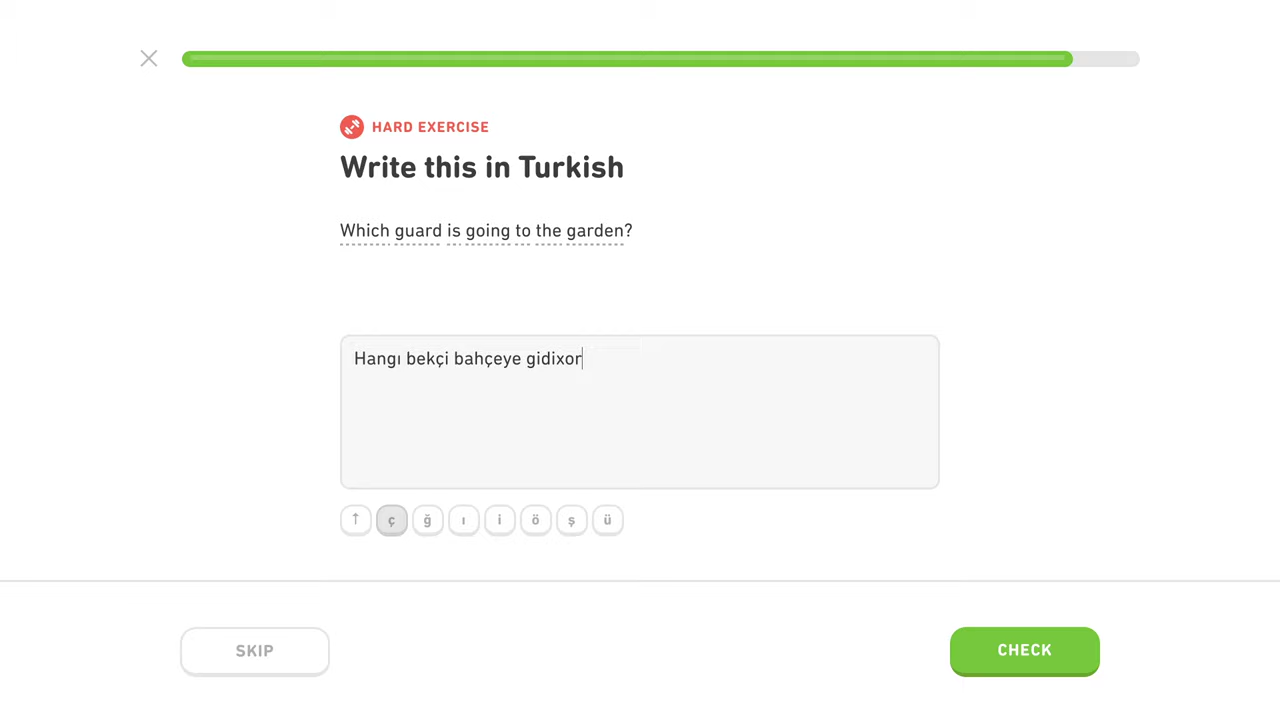 HARD EXERCISE
Write this in Turkish
Which guard is going to the garden?
Hangı bekçi bahçeye gidixor
↑ ç ğ ı i ö ş ü
SKIP
CHECK